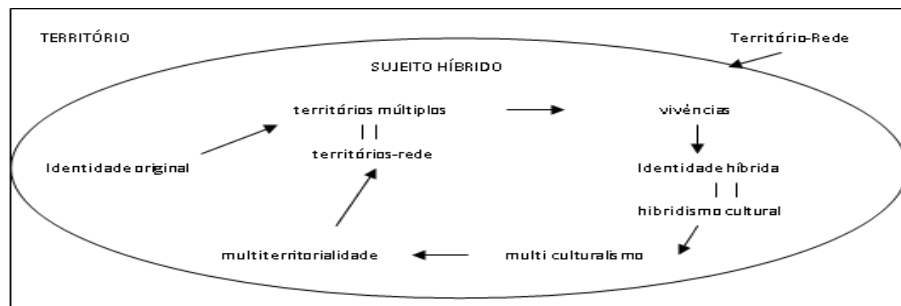 TERRITÓRIO
Território-Rede
SUJEITO HÍBRIDO
territórios múltiplos
vivências
territórios-rede
Identidade original
Identidade híbrida
hibridismo cultural
multiterritorialidade
multi culturalismo